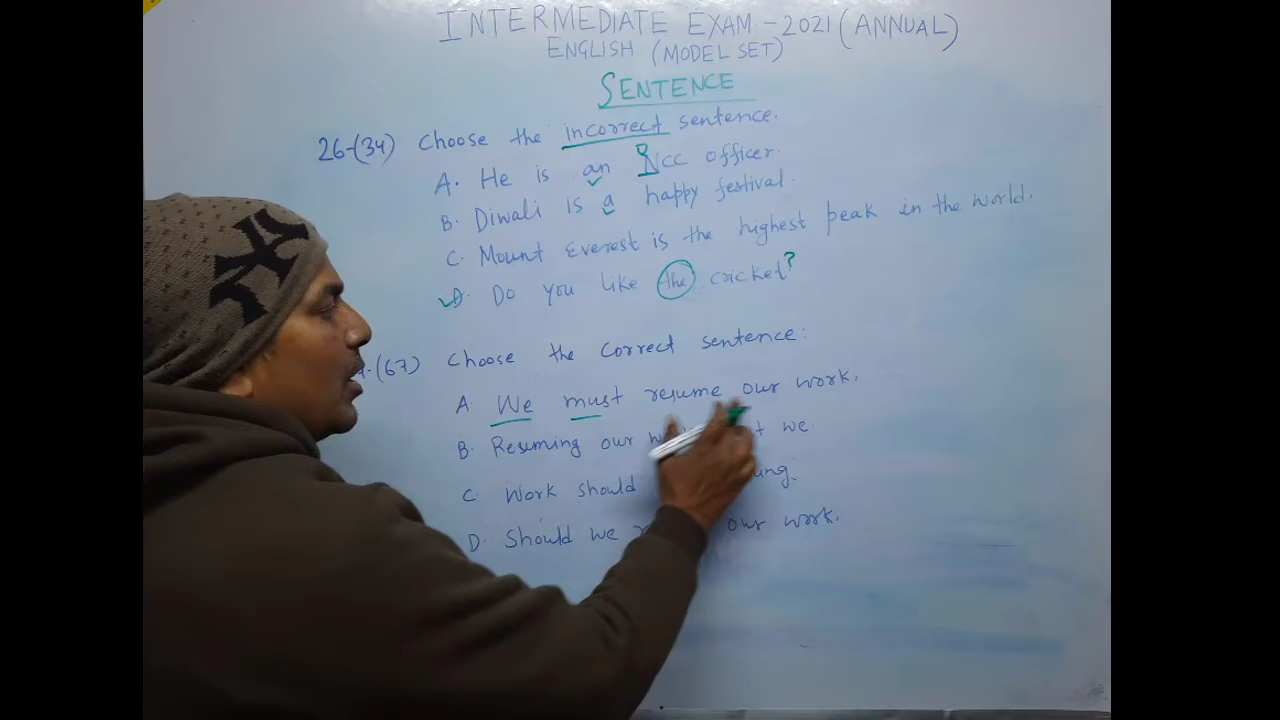 INTERMEDIATE EXAM - 2021 (ANNUAL)
ENGLISH (MODEL SET)
SENTENCE
26-(34) Choose the incorrect sentence.
A. He is an NCC officer.
B. Diwali is a happy festival.
C. Mount Everest is the highest peak in the world.
D. Do you like the cricket?
(67) Choose the correct sentence:
A We must resume our work.
B. Resuming our we.
C. Work should
D. Should we our work.